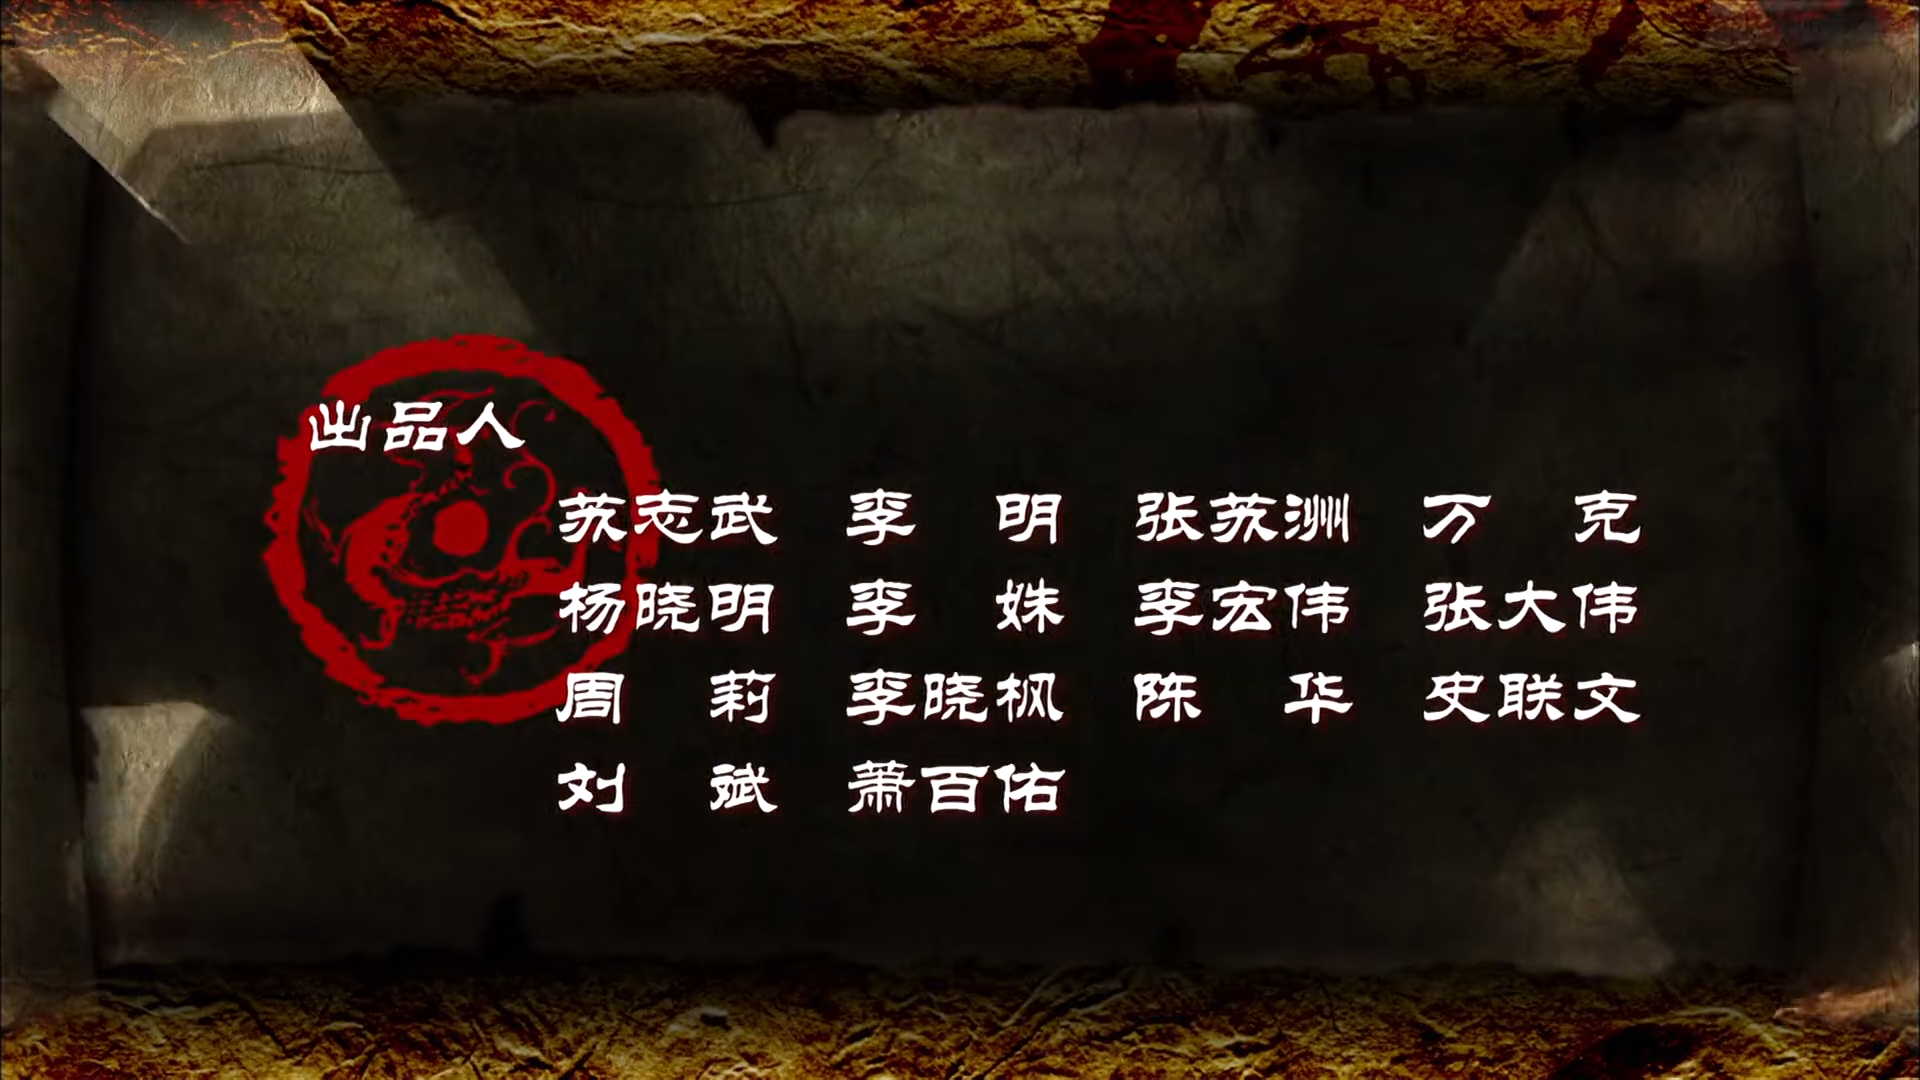 出品人
苏志武 李 明 张苏洲 万 克
杨晓明 李 姝 李宏伟 张大伟
周 莉 李晓枫 陈 华 史联文
刘 斌 萧百佑